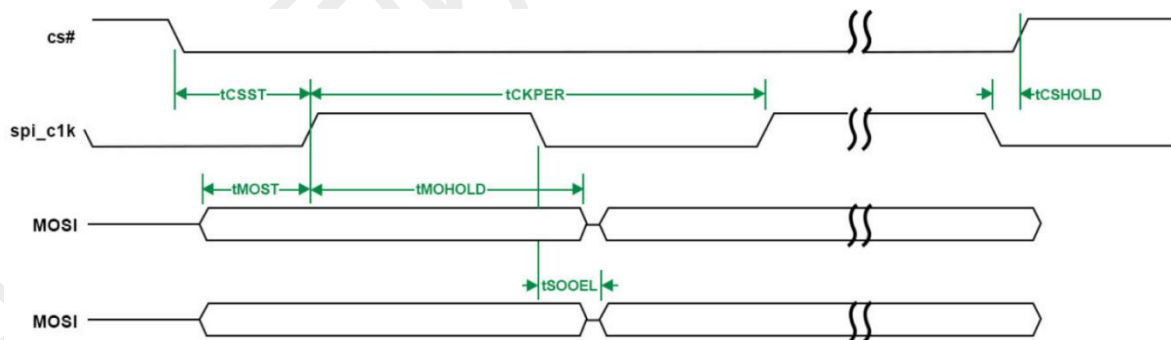 cs#
tCSST
tCKPER
tCSHOLD
spi_c1k
tMOST
tMOHOLD
MOSI
tSOOEL
MOSI